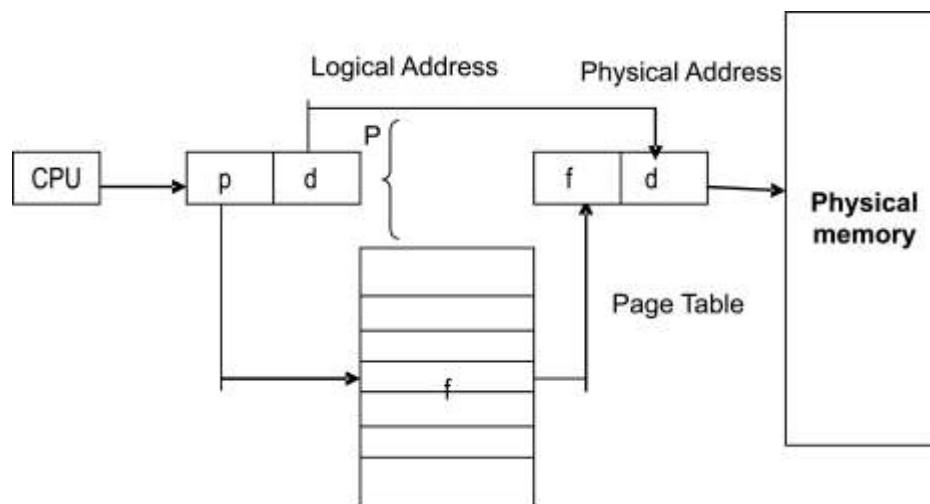 Logical Address
Physical Address
P
CPU
p
d
f
d
Physical
memory
Page Table
f